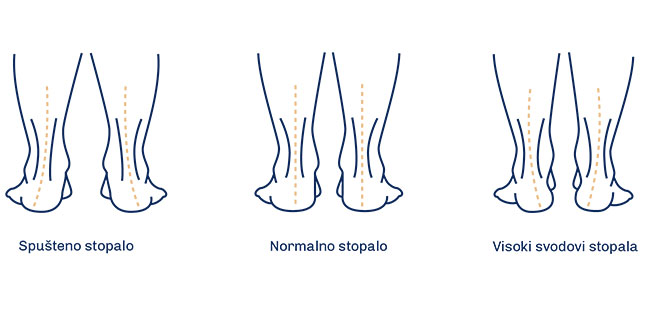 Spušteno stopalo
Normalno stopalo
Visoki svodovi stopala